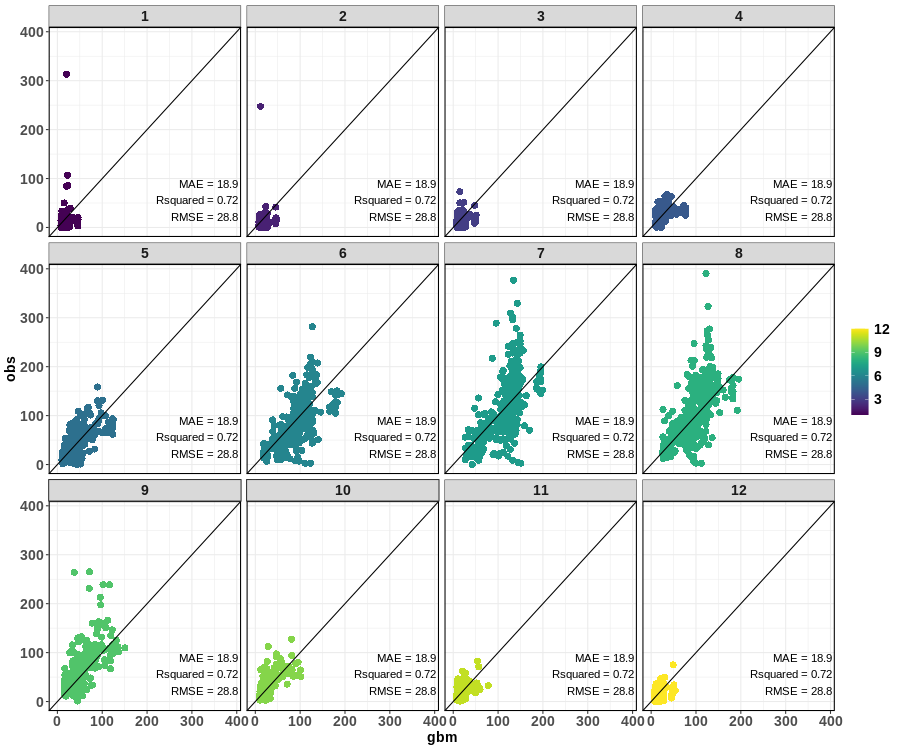 1 2 3 4
400
300
200
100
0
MAE = 18.9 MAE = 18.9 MAE = 18.9 MAE = 18.9
Rsquared = 0.72 Rsquared = 0.72 Rsquared = 0.72 Rsquared = 0.72
RMSE = 28.8 RMSE = 28.8 RMSE = 28.8 RMSE = 28.8
5 6 7 8
400
300
200
100
0
MAE = 18.9 MAE = 18.9 MAE = 18.9 MAE = 18.9
Rsquared = 0.72 Rsquared = 0.72 Rsquared = 0.72 Rsquared = 0.72
RMSE = 28.8 RMSE = 28.8 RMSE = 28.8 RMSE = 28.8
9 10 11 12
400
300
200
100
0
MAE = 18.9 MAE = 18.9 MAE = 18.9 MAE = 18.9
Rsquared = 0.72 Rsquared = 0.72 Rsquared = 0.72 Rsquared = 0.72
RMSE = 28.8 RMSE = 28.8 RMSE = 28.8 RMSE = 28.8
0 100 200 300 400 0 100 200 300 400 0 100 200 300 400 0 100 200 300 400
gbm
obs
12
9
6
3